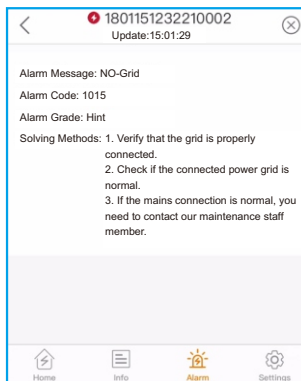 1801151232210002
Update:15:01:29
Alarm Message: NO-Grid
Alarm Code: 1015
Alarm Grade: Hint
Solving Methods: 1. Verify that the grid is properly
connected.
2. Check if the connected power grid is
normal.
3. If the mains connection is normal, you
need to contact our maintenance staff
member.
Home Info Alarm Settings